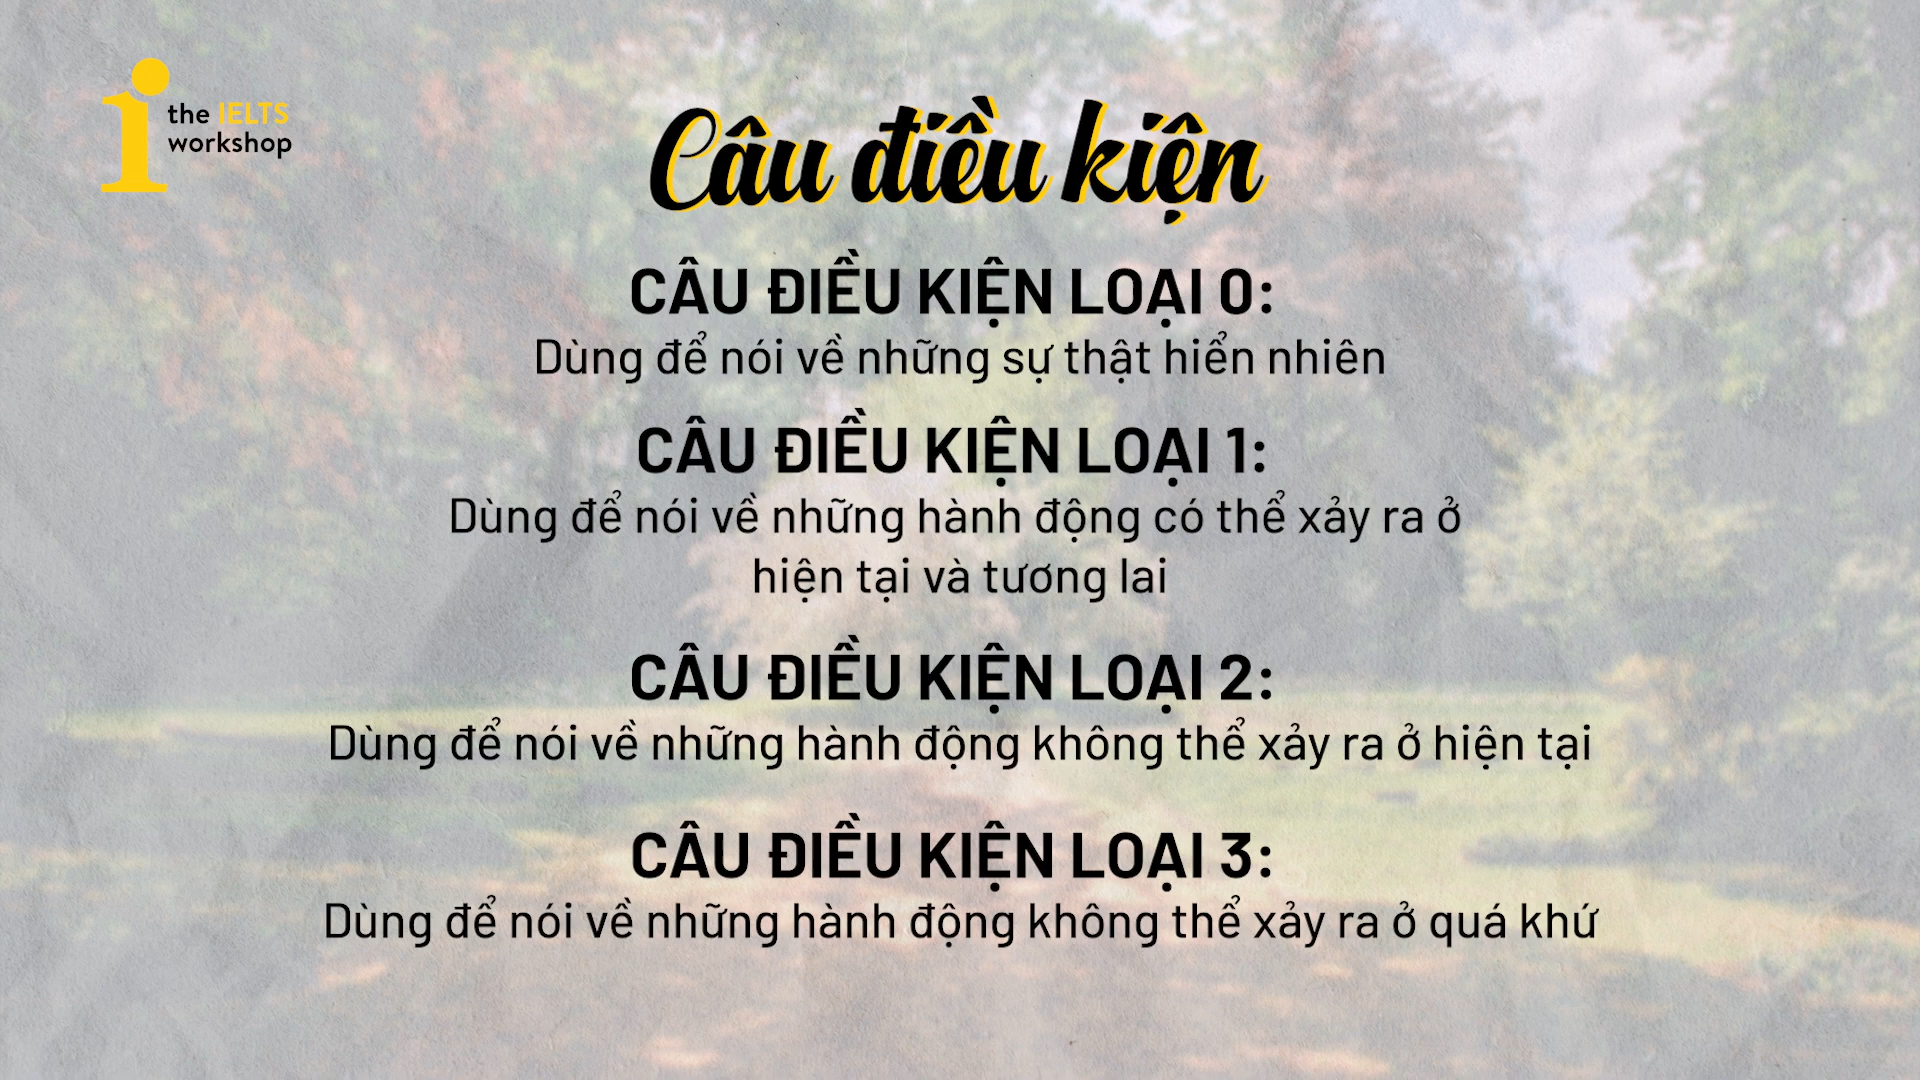 the IELTS
workshop
Câu điều kiện
CÂU ĐIỀU KIỆN LOẠI 0:
Dùng để nói về những sự thật hiển nhiên
CÂU ĐIỀU KIỆN LOẠI 1:
Dùng để nói về những hành động có thể xảy ra ở
hiện tại và tương lai
CÂU ĐIỀU KIỆN LOẠI 2:
Dùng để nói về những hành động không thể xảy ra ở hiện tại
CÂU ĐIỀU KIỆN LOẠI 3:
Dùng để nói về những hành động không thể xảy ra ở quá khứ